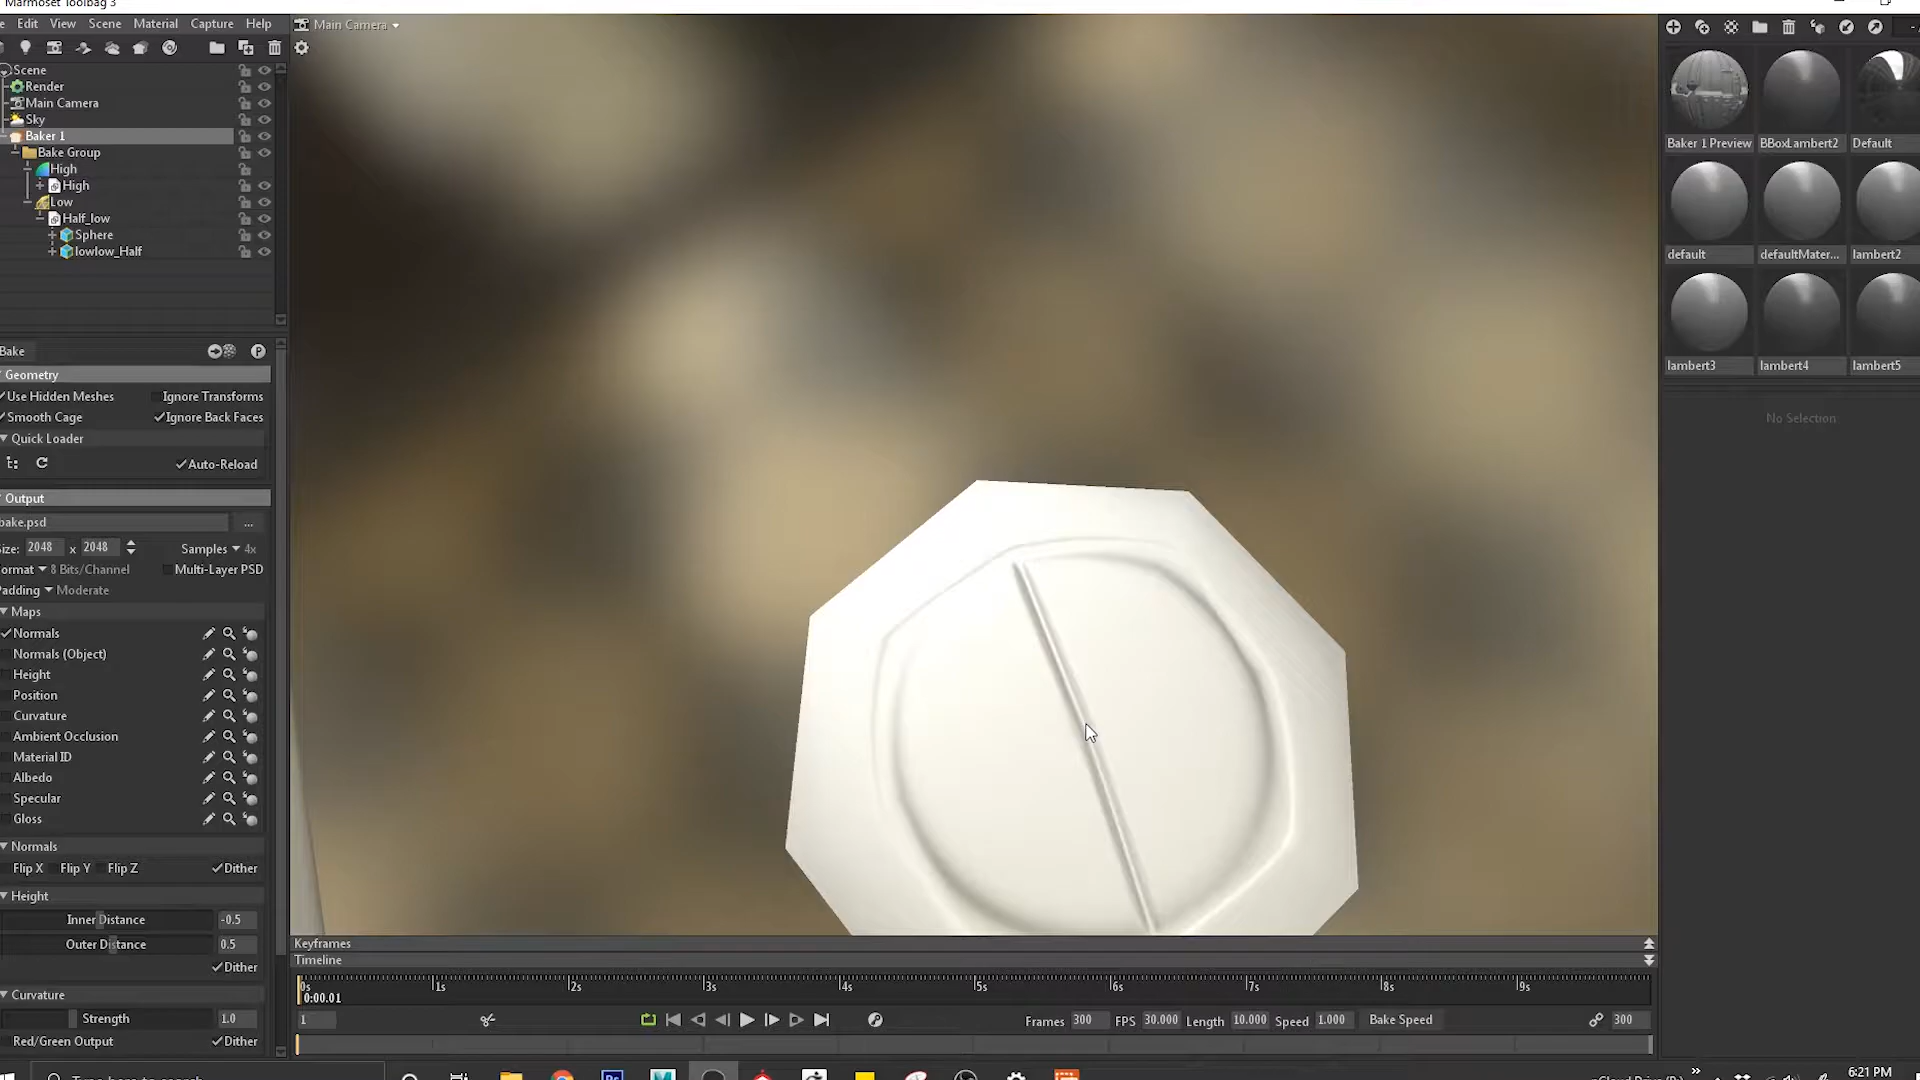 Marmoset Toolbag 3
Edit View Scene Material Capture Help
Main Camera
Scene
Render
Main Camera
Sky
Baker 1
Bake Group
High
High
Low
Half_low
Sphere
lowlow_Half
Bake
P
Geometry
Use Hidden Meshes Ignore Transforms
Smooth Cage Ignore Back Faces
Quick Loader
Auto-Reload
Output
bake.psd ...
ize: 2048 x 2048 Samples 4x
ormat 8 Bits/Channel Multi-Layer PSD
Padding Moderate
Maps
Normals
Normals (Object)
Height
Position
Curvature
Ambient Occlusion
Material ID
Albedo
Specular
Gloss
Normals
Flip X Flip Y Flip Z Dither
Height
Inner Distance -0.5
Outer Distance 0.5
Dither
Curvature
Strength 1.0
Red/Green Output Dither
Baker 1 Preview BBoxLambert2 Default
default defaultMater... lambert2
lambert3 lambert4 lambert5
No Selection
Keyframes
Timeline
0s 1s 2s 3s 4s 5s 6s 7s 8s 9s
0:00.01
1 Frames 300 FPS 30.000 Length 10.000 Speed 1.000 Bake Speed 300
Type here to search
6:21 PM